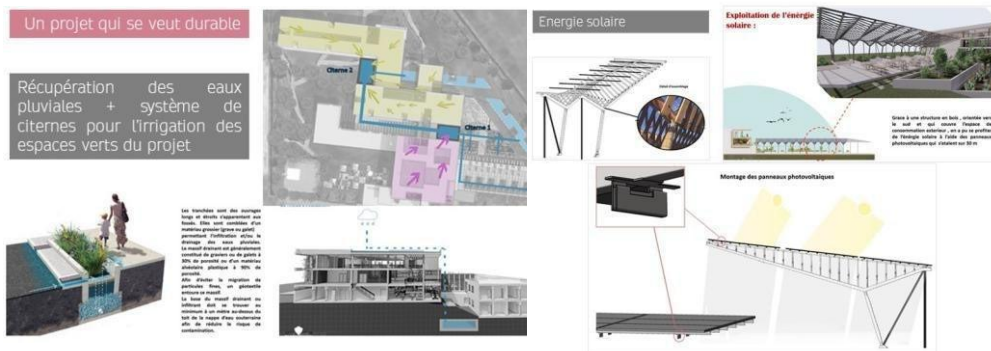 Un projet qui se veut durable
Récupération des eaux
pluviales + système de
citernes pour l'irrigation des
espaces verts du projet
Citerne 2
Citerne 1
Les tranchées sont des ouvrages
longs et étroits s'apparentant aux
fossés. Elles sont comblées d'un
matériau grossier (grave ou galet)
permettant l'infiltration et/ou le
drainage des eaux pluviales.
Le massif drainant est généralement
constitué de graviers ou de galets à
30% de porosité ou d'un matériau
alvéolaire plastique à 90% de
porosité.
Afin d'éviter la migration de
particules fines, un géotextile
entoure ce massif.
La base du massif drainant ou
infiltrant doit se trouver au
minimum à un mètre au-dessus du
toit de la nappe d'eau souterraine
afin de réduire le risque de
contamination.
Energie solaire
Détail d'assemblage
Exploitation de l'énergie
solaire :
Grace à une structure en bois , orientée vers
le sud et qui couvre l'espace de
consommation extérieur , on a pu se profiter
de l'énergie solaire à l'aide des panneaux
photovoltaïques qui s'étalent sur 50 m
Montage des panneaux photovoltaïques